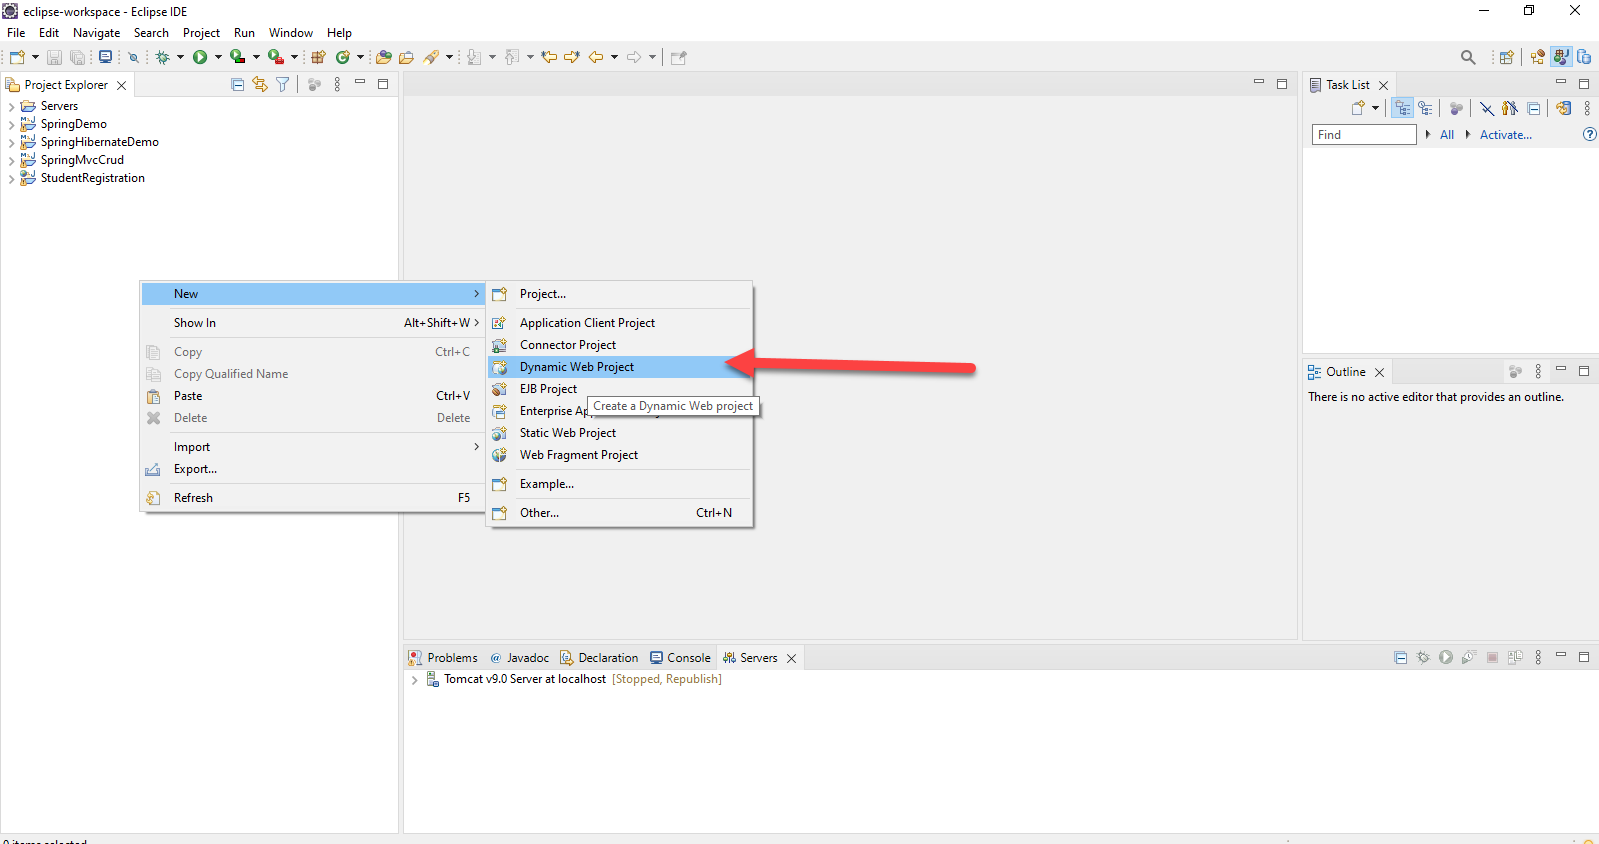 eclipse-workspace - Eclipse IDE
File Edit Navigate Search Project Run Window Help
Project Explorer
Servers
SpringDemo
SpringHibernateDemo
SpringMvcCrud
StudentRegistration
New
Show In Alt+Shift+W
Copy Ctrl+C
Copy Qualified Name
Paste Ctrl+V
Delete Delete
Import
Export...
Refresh F5
Project...
Application Client Project
Connector Project
Dynamic Web Project
EJB Project
Create a Dynamic Web project
Enterprise
Static Web Project
Web Fragment Project
Example...
Other... Ctrl+N
Task List
Find All Activate...
Outline
There is no active editor that provides an outline.
Problems @ Javadoc Declaration Console Servers
Tomcat v9.0 Server at localhost [Stopped, Republish]
0 items selected